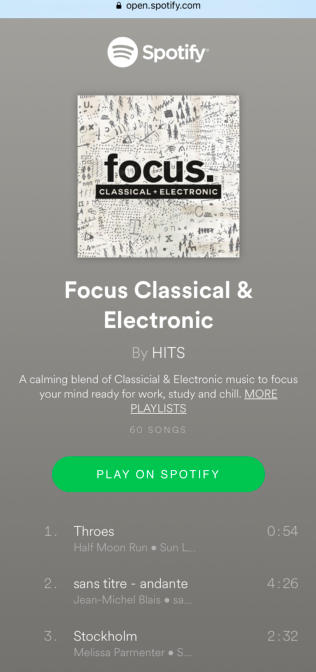 open.spotify.com
Spotify®
U.
focus.
CLASSICAL + ELECTRONIC
Focus Classical &
Electronic
By HITS
A calming blend of Classicial & Electronic music to focus
your mind ready for work, study and chill. MORE
PLAYLISTS
60 SONGS
PLAY ON SPOTIFY
1. Throes 0:54
Half Moon Run • Sun L...
2. sans titre - andante 4:26
Jean-Michel Blais • sa...
3. Stockholm 2:32
Melissa Parmenter • S...